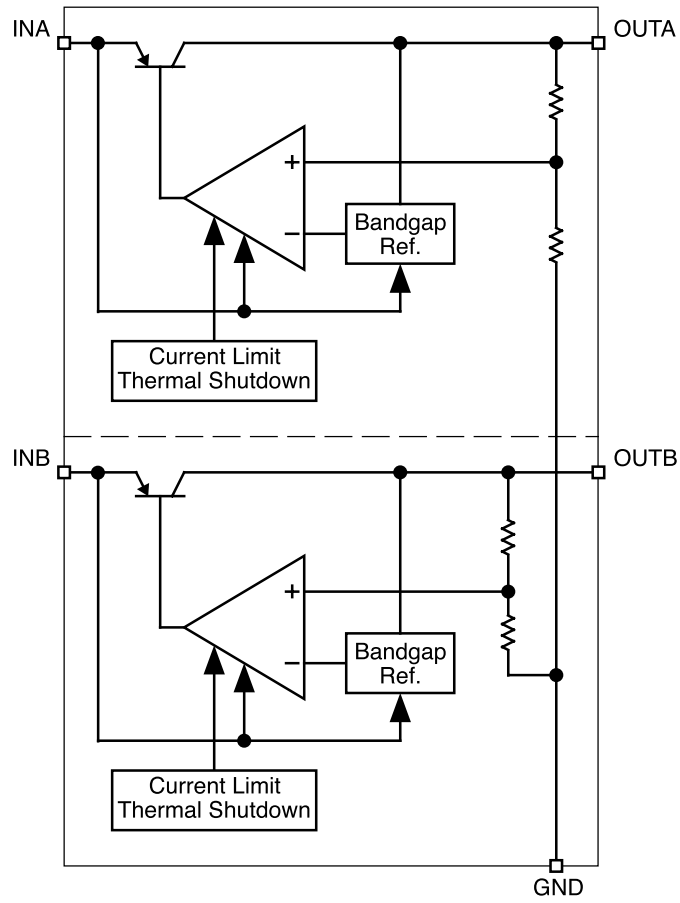 INA
OUTA
+
−
Bandgap
Ref.
Current Limit
Thermal Shutdown
INB
OUTB
+
−
Bandgap
Ref.
Current Limit
Thermal Shutdown
GND